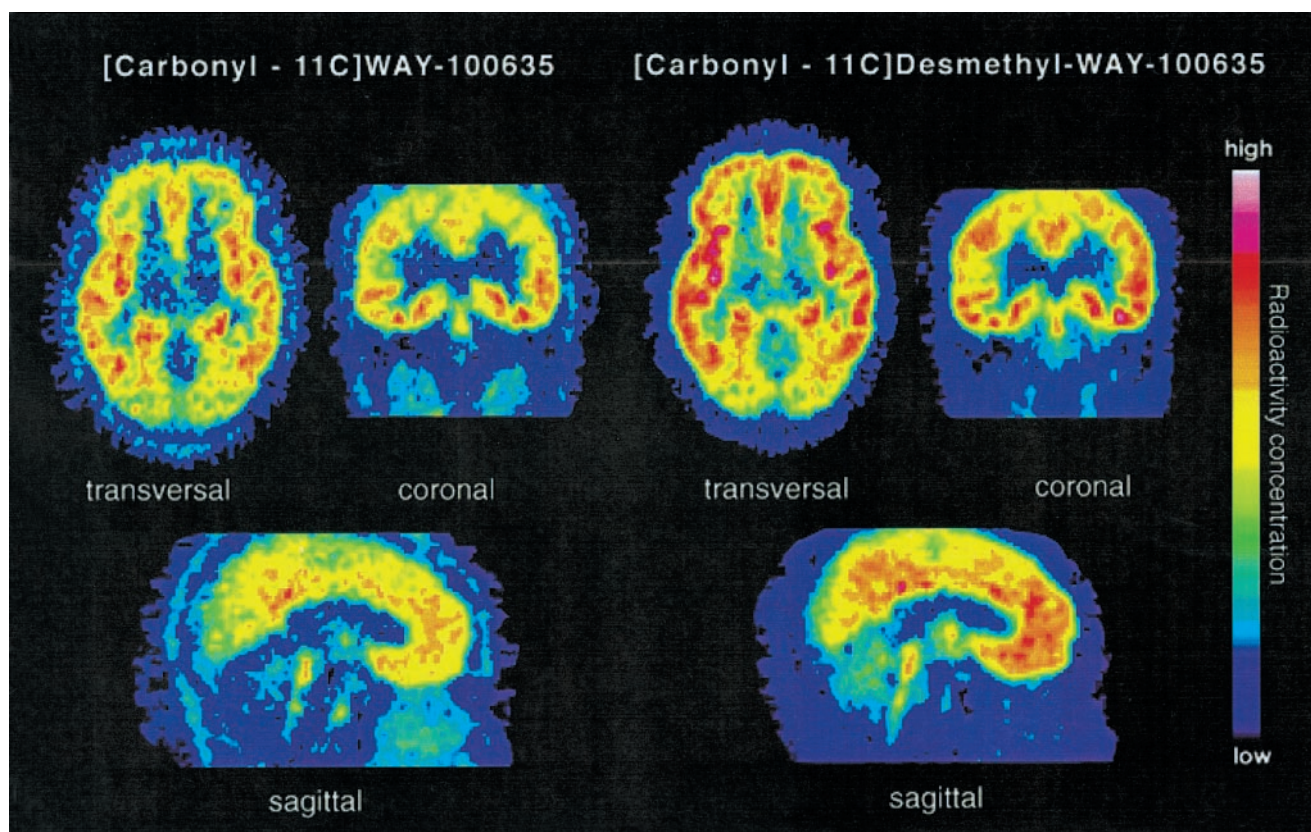 [Carbonyl - 11C]WAY-100635
[Carbonyl - 11C]Desmethyl-WAY-100635
high
transversal
coronal
transversal
coronal
Radioactivity concentration
low
sagittal
sagittal